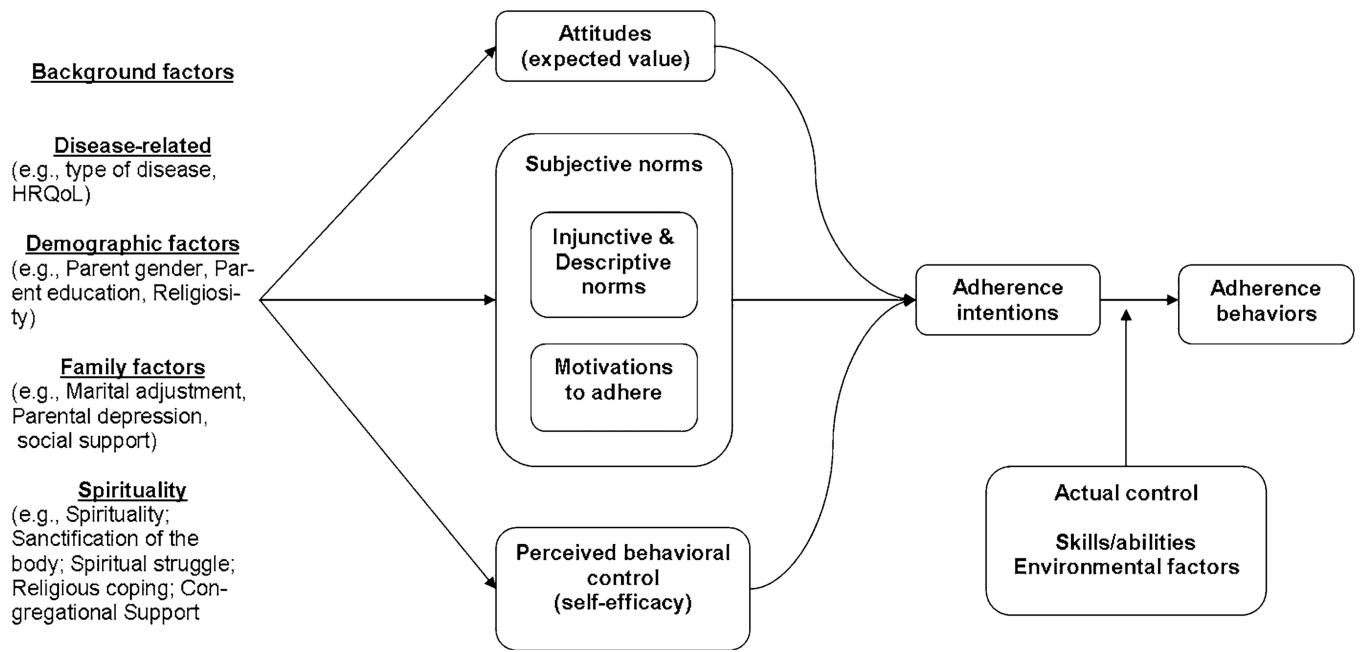 Background factors
Disease-related
(e.g., type of disease,
HRQoL)
Demographic factors
(e.g., Parent gender, Par-
ent education, Religiosi-
ty)
Family factors
(e.g., Marital adjustment,
Parental depression,
social support)
Spirituality
(e.g., Spirituality;
Sanctification of the
body; Spiritual struggle;
Religious coping; Con-
gregational Support
Attitudes
(expected value)
Subjective norms
Injunctive &
Descriptive
norms
Motivations
to adhere
Perceived behavioral
control
(self-efficacy)
Adherence
intentions
Adherence
behaviors
Actual control
Skills/abilities
Environmental factors